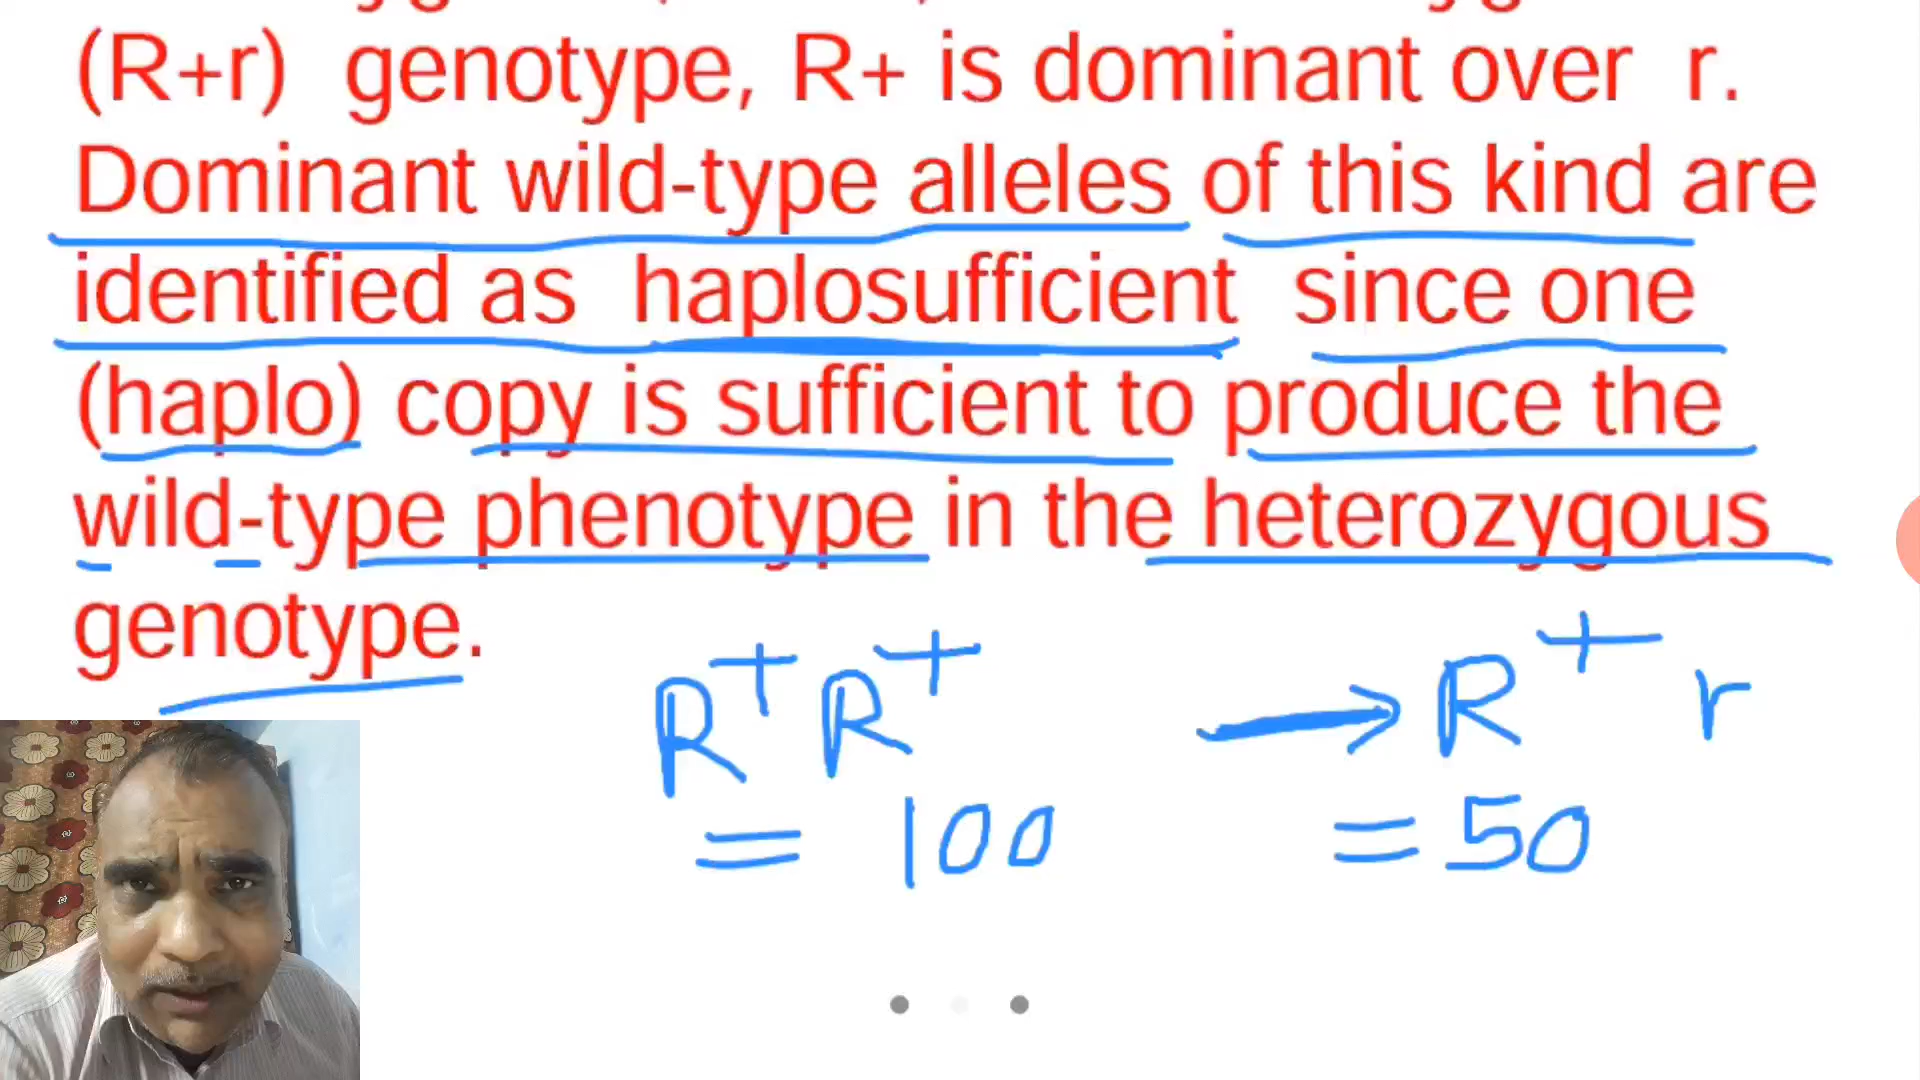 (R+r) genotype, R+ is dominant over r.
Dominant wild-type alleles of this kind are
identified as haplosufficient since one
(haplo) copy is sufficient to produce the
wild-type phenotype in the heterozygous
genotype.
R+ R+ → R+ r
= 100 = 50